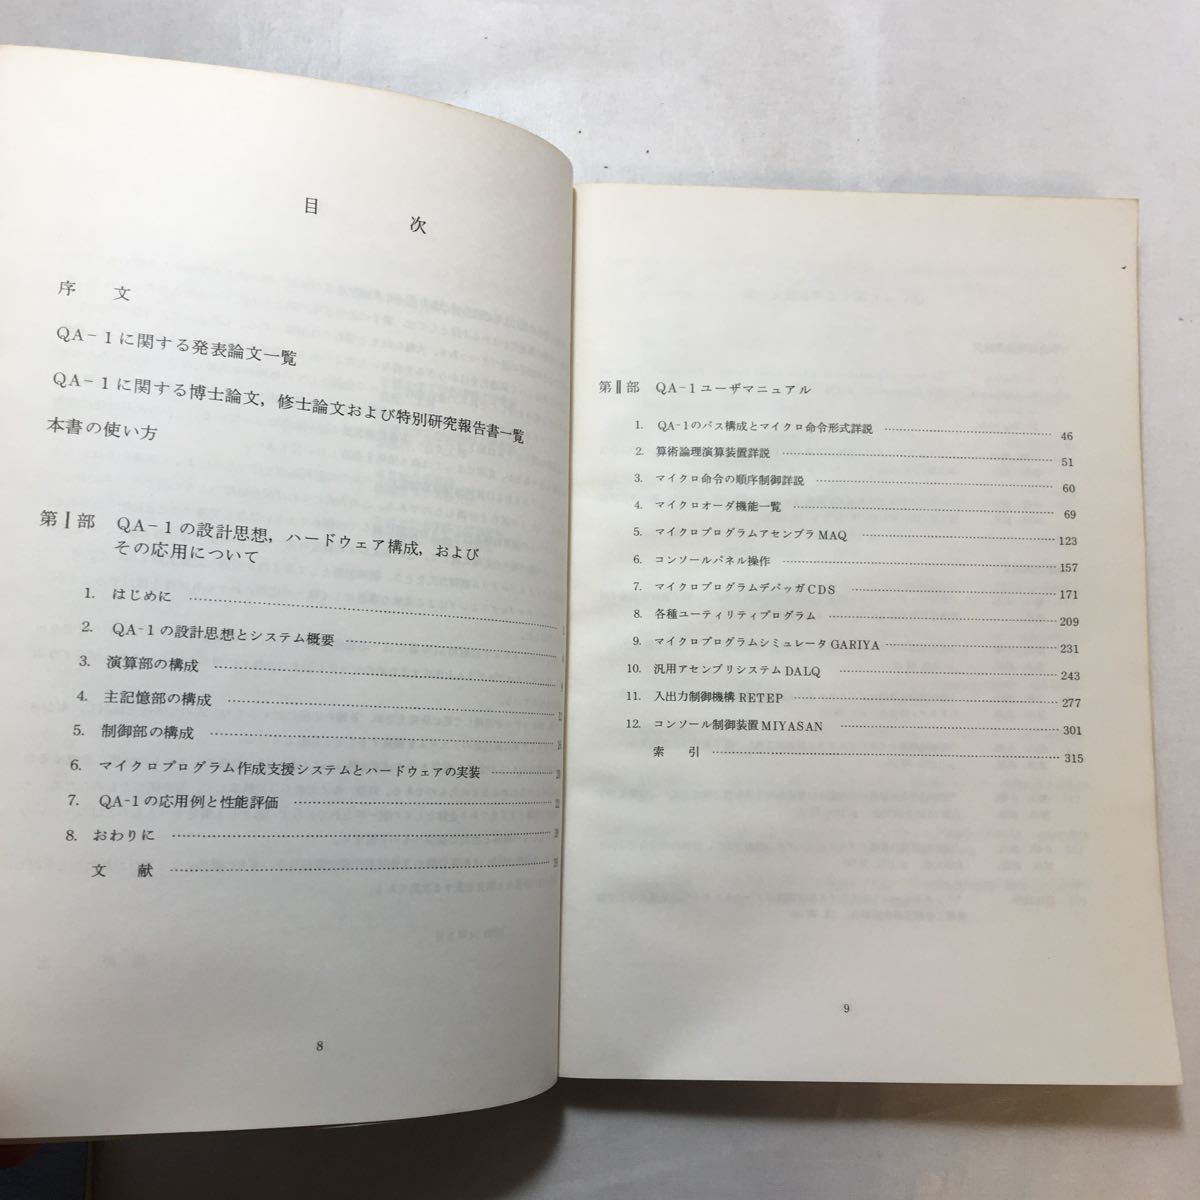 目 次
序 文
QA-1に関する発表論文一覧
QA-1に関する博士論文，修士論文および特別研究報告書一覧
本書の使い方
第Ⅰ部 QA-1の設計思想，ハードウェア構成，および
その応用について
1. はじめに
2. QA-1の設計思想とシステム概要
3. 演算部の構成
4. 主記憶部の構成
5. 制御部の構成
6. マイクロプログラム作成支援システムとハードウェアの実装
7. QA-1の応用例と性能評価
8. おわりに
文 献
8
第Ⅱ部 QA-1ユーザマニュアル
1. QA-1のバス構成とマイクロ命令形式詳説 46
2. 算術論理演算装置詳説 51
3. マイクロ命令の順序制御詳説 60
4. マイクロオーダ機能一覧 69
5. マイクロプログラムアセンブラMAQ 123
6. コンソールパネル操作 157
7. マイクロプログラムデバッガCDS 171
8. 各種ユーティリティプログラム 209
9. マイクロプログラムシミュレータGARIYA 231
10. 汎用アセンブリシステムDALQ 243
11. 入出力制御機構RETEP 277
12. コンソール制御装置MIYASAN 301
索 引 315
9